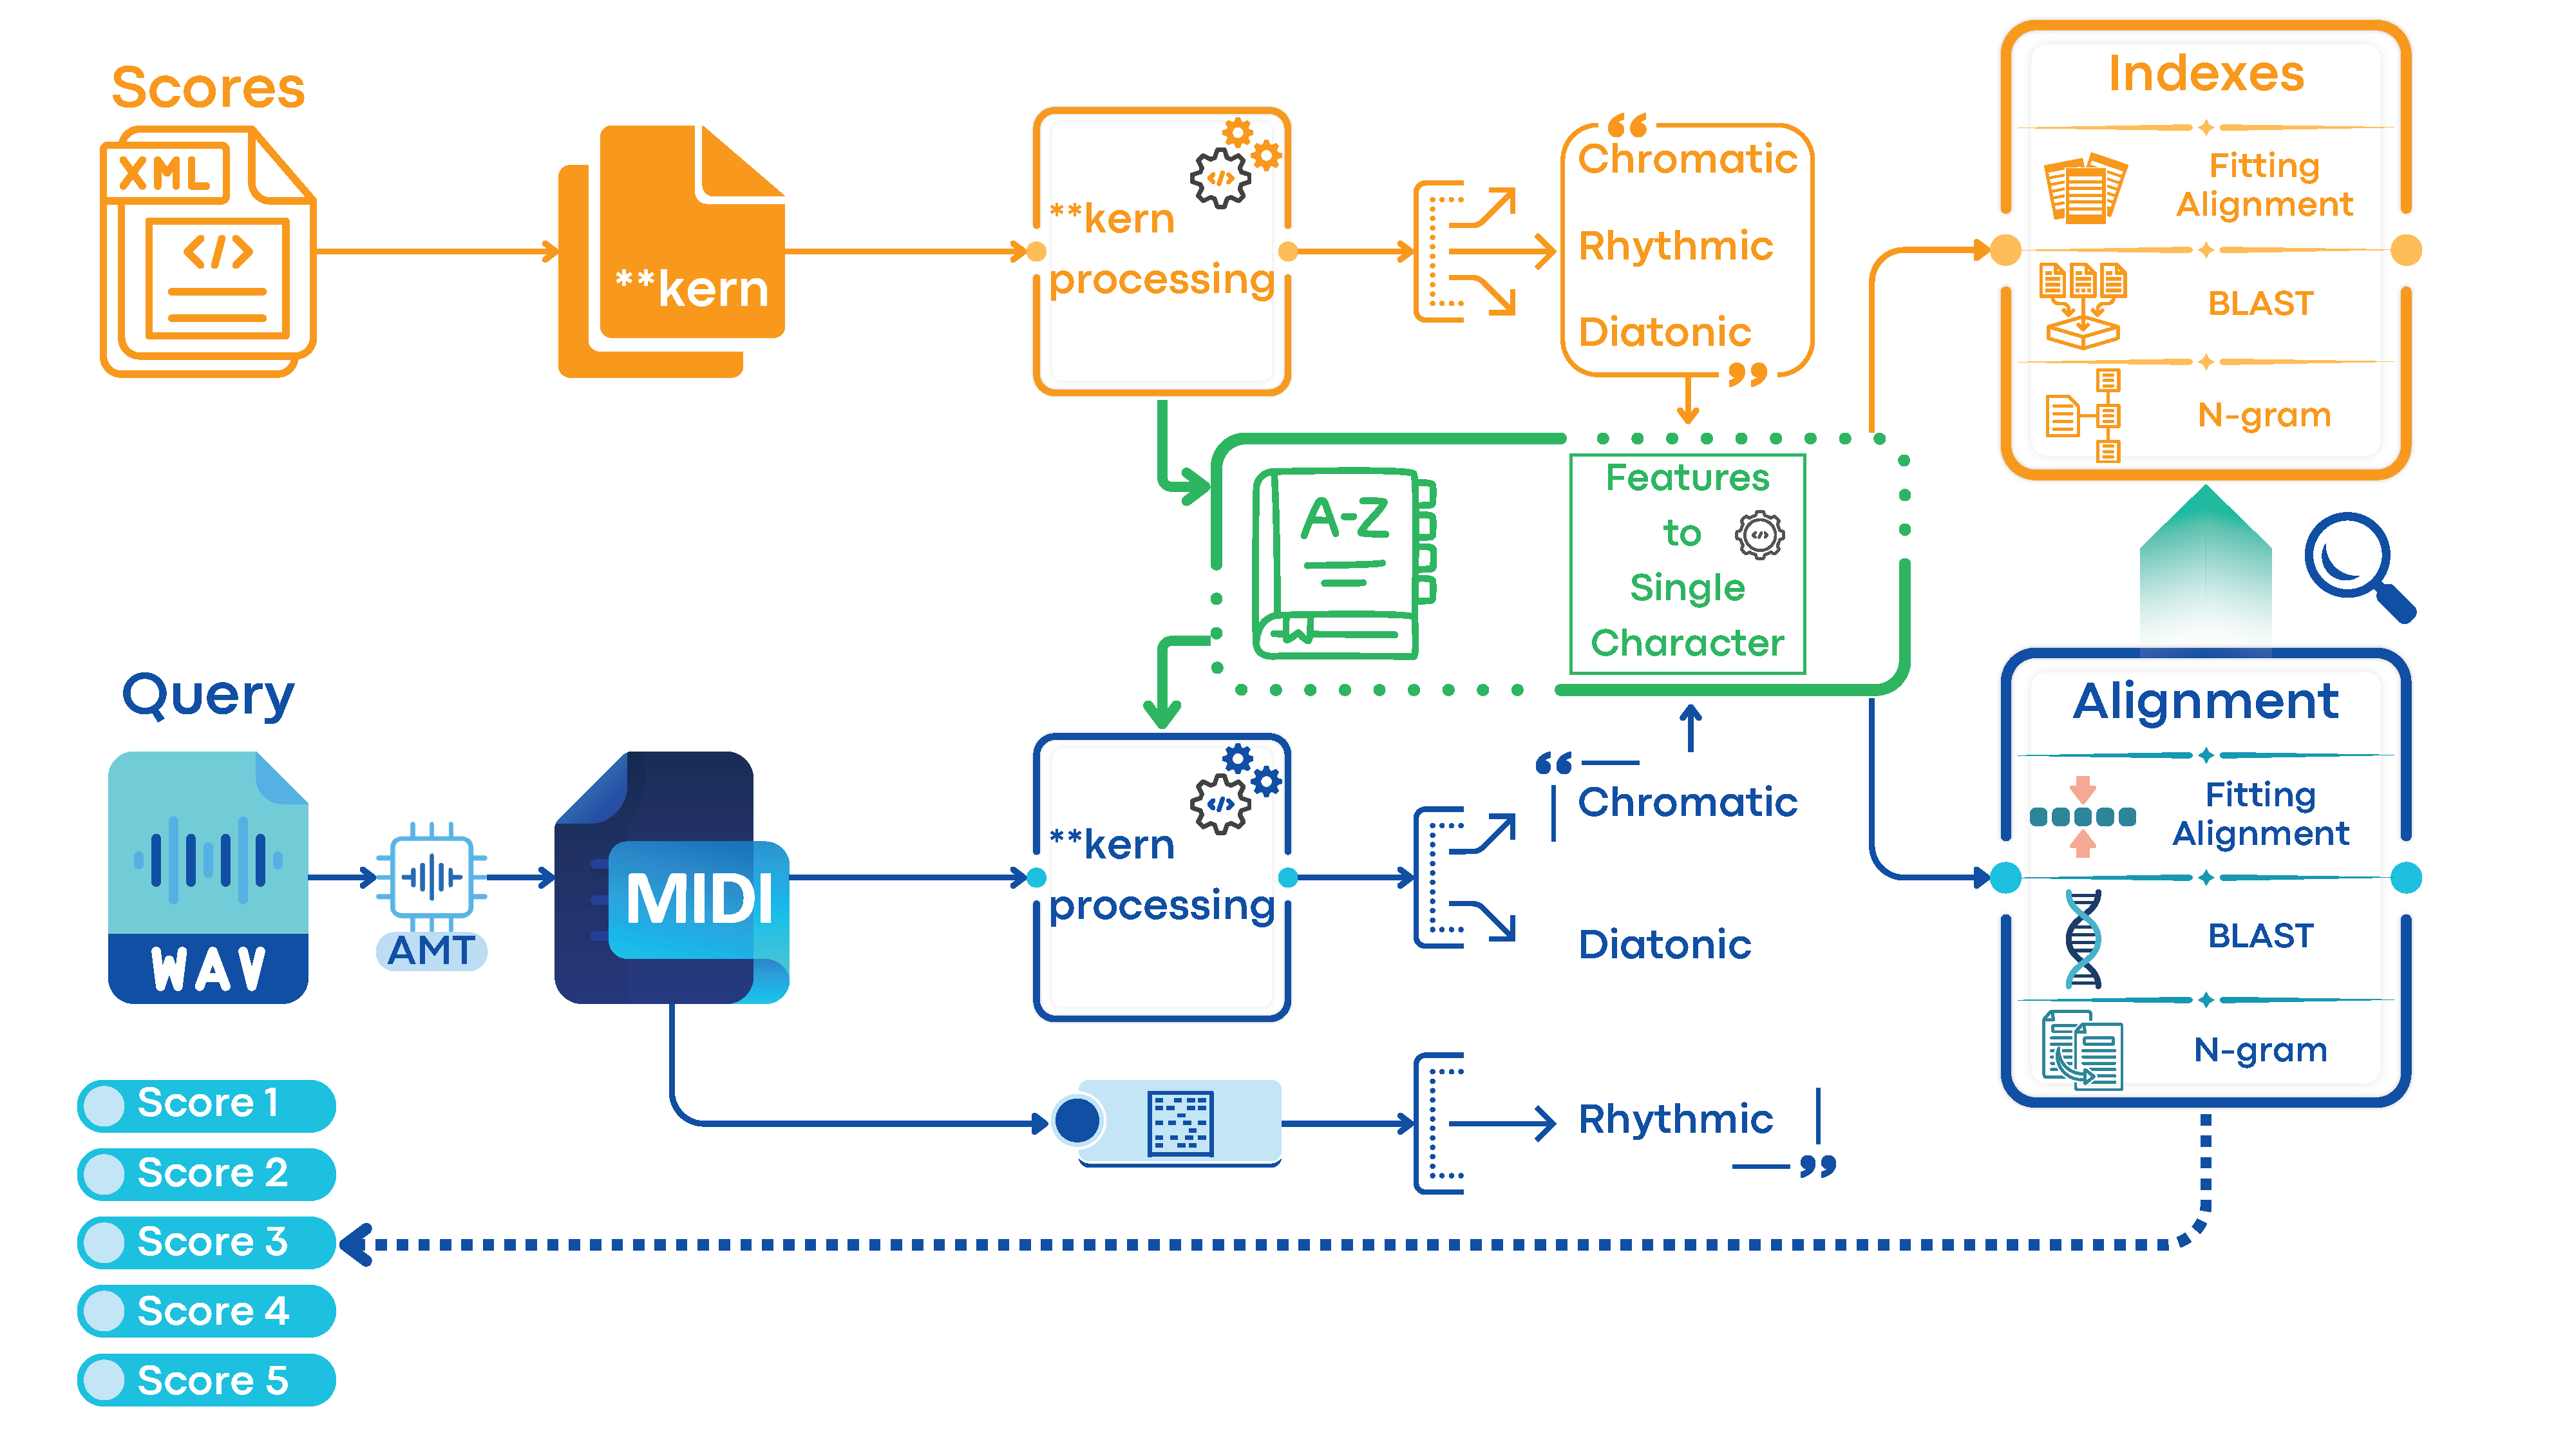 Scores
XML
</>
**kern
**kern
processing
</>
“
Chromatic
Rhythmic
Diatonic
”
Indexes
Fitting
Alignment
BLAST
N-gram
A-Z
Features
to
</>
Single
Character
Query
WAV
AMT
MIDI
**kern
processing
</>
“
Chromatic
Diatonic
Rhythmic
”
Alignment
Fitting
Alignment
BLAST
N-gram
Score 1
Score 2
Score 3
Score 4
Score 5